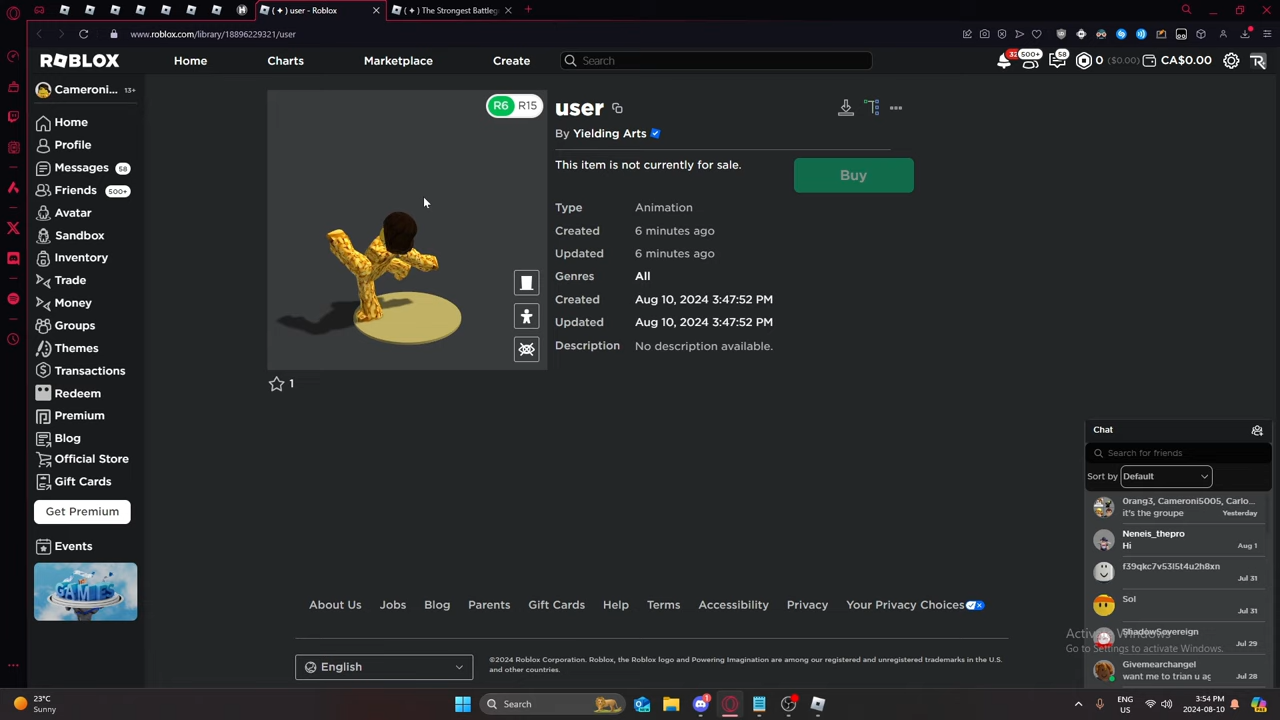 ( + ) user - Roblox
( + ) The Strongest Battleg
www.roblox.com/library/18896229321/user
ROBLOX
Home
Charts
Marketplace
Create
Search
500+
58
0 ($0.00)
CA$0.00
Cameroni... 13+
Home
Profile
Messages 58
Friends 500+
Avatar
Sandbox
Inventory
Trade
Money
Groups
Themes
Transactions
Redeem
Premium
Blog
Official Store
Gift Cards
Get Premium
Events
GAMES
R6 R15
1
user
By Yielding Arts
This item is not currently for sale.
Buy
Type Animation
Created 6 minutes ago
Updated 6 minutes ago
Genres All
Created Aug 10, 2024 3:47:52 PM
Updated Aug 10, 2024 3:47:52 PM
Description No description available.
Chat
Search for friends
Sort by Default
0rang3, Cameroni5005, Carlo...
it's the groupe Yesterday
Neneis_thepro
Hi Aug 1
f39qkc7v53l5t4u2h8xn
Jul 31
Sol
Jul 31
ShadowSovereign
Jul 29
Givemearchangel
want me to trian u ag Jul 28
Activate Windows
Go to Settings to activate Windows.
About Us Jobs Blog Parents Gift Cards Help Terms Accessibility Privacy Your Privacy Choices
English
©2024 Roblox Corporation. Roblox, the Roblox logo and Powering Imagination are among our registered and unregistered trademarks in the U.S.
and other countries.
23°C
Sunny
Search
1
ENG
US
3:54 PM
2024-08-10